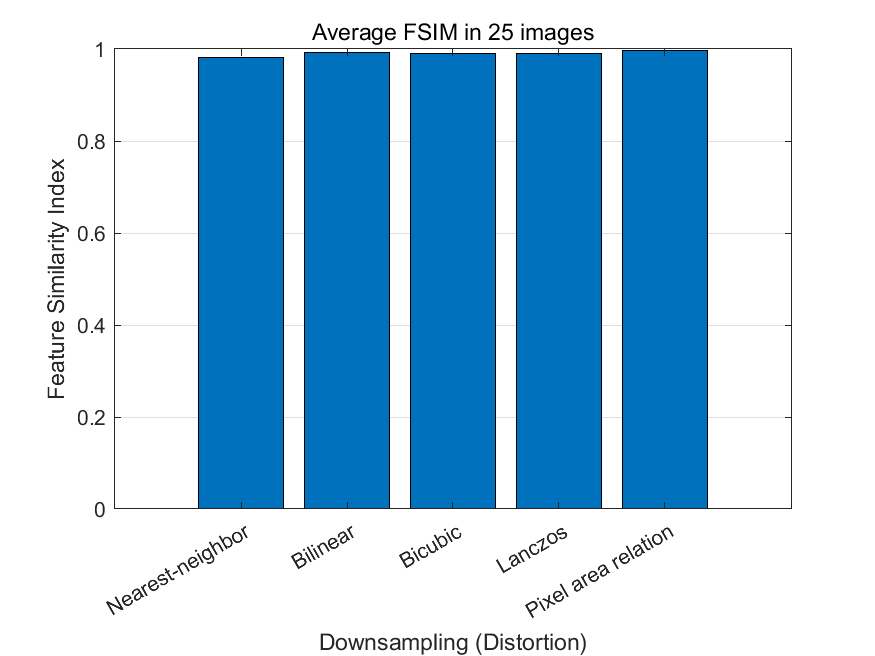 Average FSIM in 25 images
1
0.8
0.6
0.4
0.2
0
Feature Similarity Index
Nearest-neighbor
Bilinear
Bicubic
Lanczos
Pixel area relation
Downsampling (Distortion)